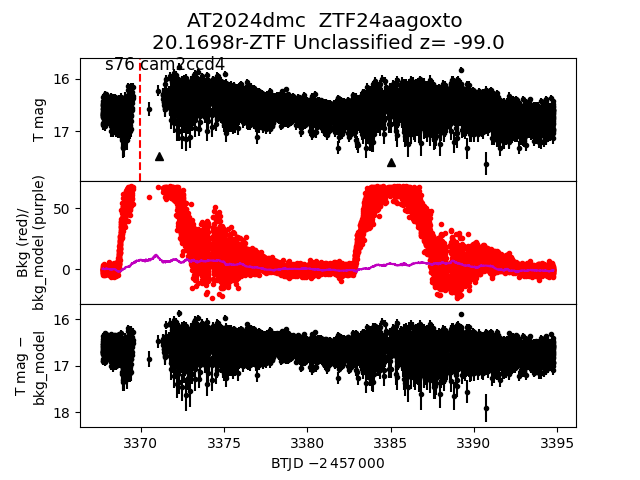 AT2024dmc ZTF24aagoxto
20.1698r-ZTF Unclassified z= -99.0
s76 cam2ccd4
16
17
T mag
50
0
Bkg (red)/
bkg_model (purple)
16
17
18
T mag −
bkg_model
3370
3375
3380
3385
3390
3395
BTJD −2 457 000